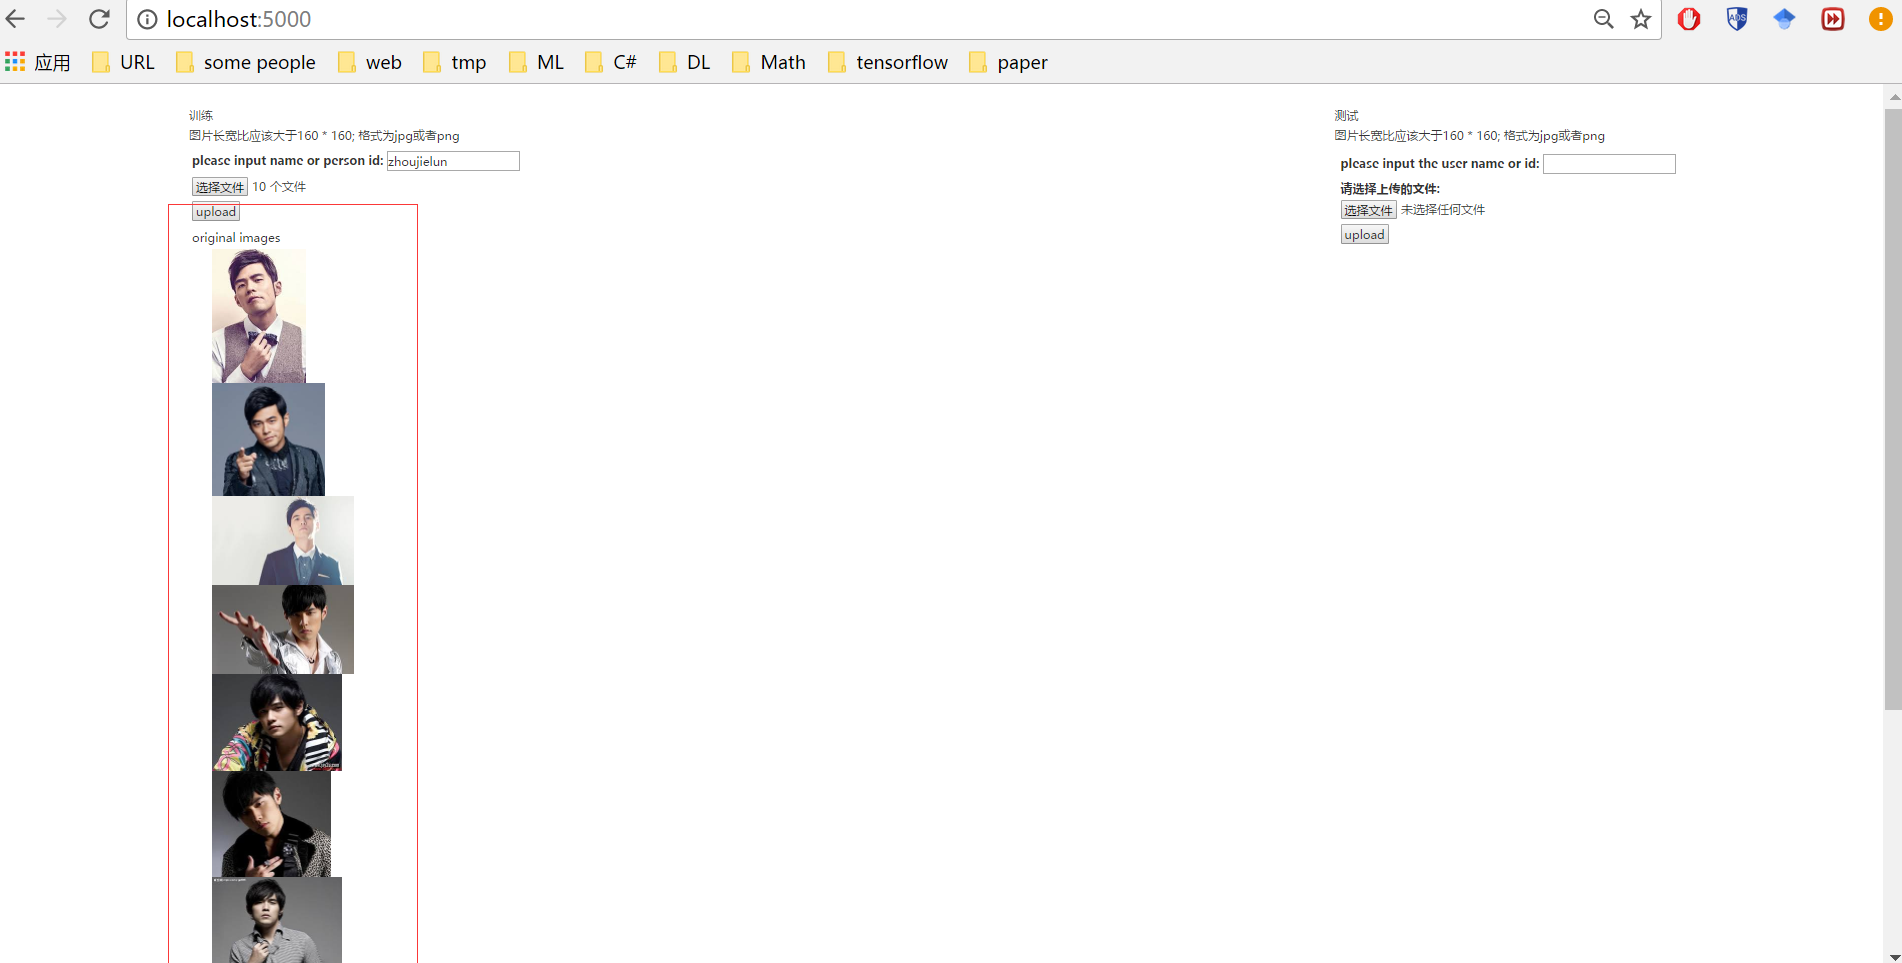 localhost:5000
应用 URL some people web tmp ML C# DL Math tensorflow paper
训练
图片长宽比应该大于160 * 160; 格式为jpg或者png
please input name or person id: zhoujielun
选择文件 10 个文件
upload
original images
测试
图片长宽比应该大于160 * 160; 格式为jpg或者png
please input the user name or id:
请选择上传的文件:
选择文件 未选择任何文件
upload
ADS